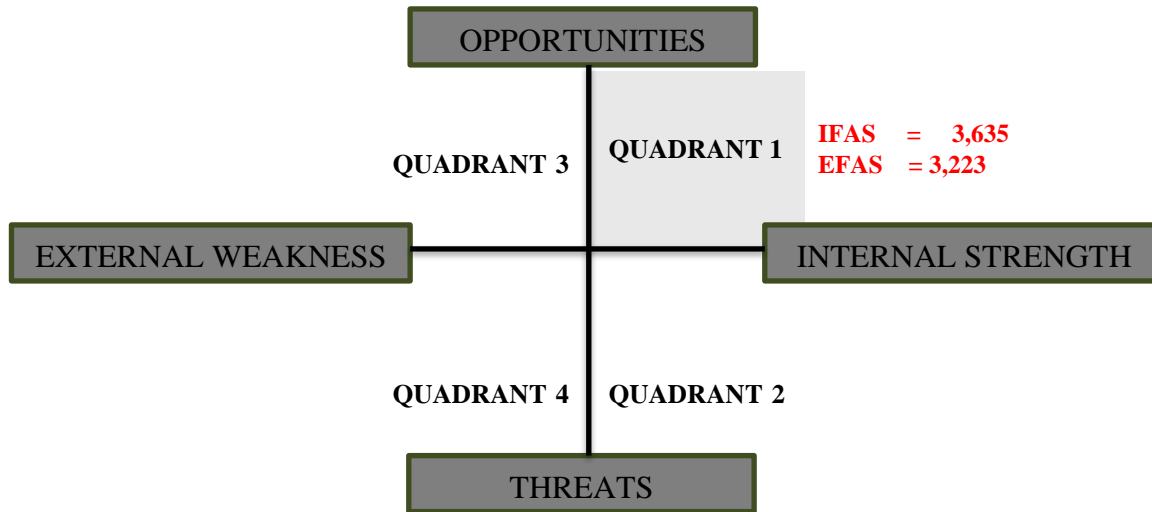 OPPORTUNITIES
IFAS = 3,635
QUADRANT 3 QUADRANT 1
EFAS = 3,223
EXTERNAL WEAKNESS INTERNAL STRENGTH
QUADRANT 4 QUADRANT 2
THREATS